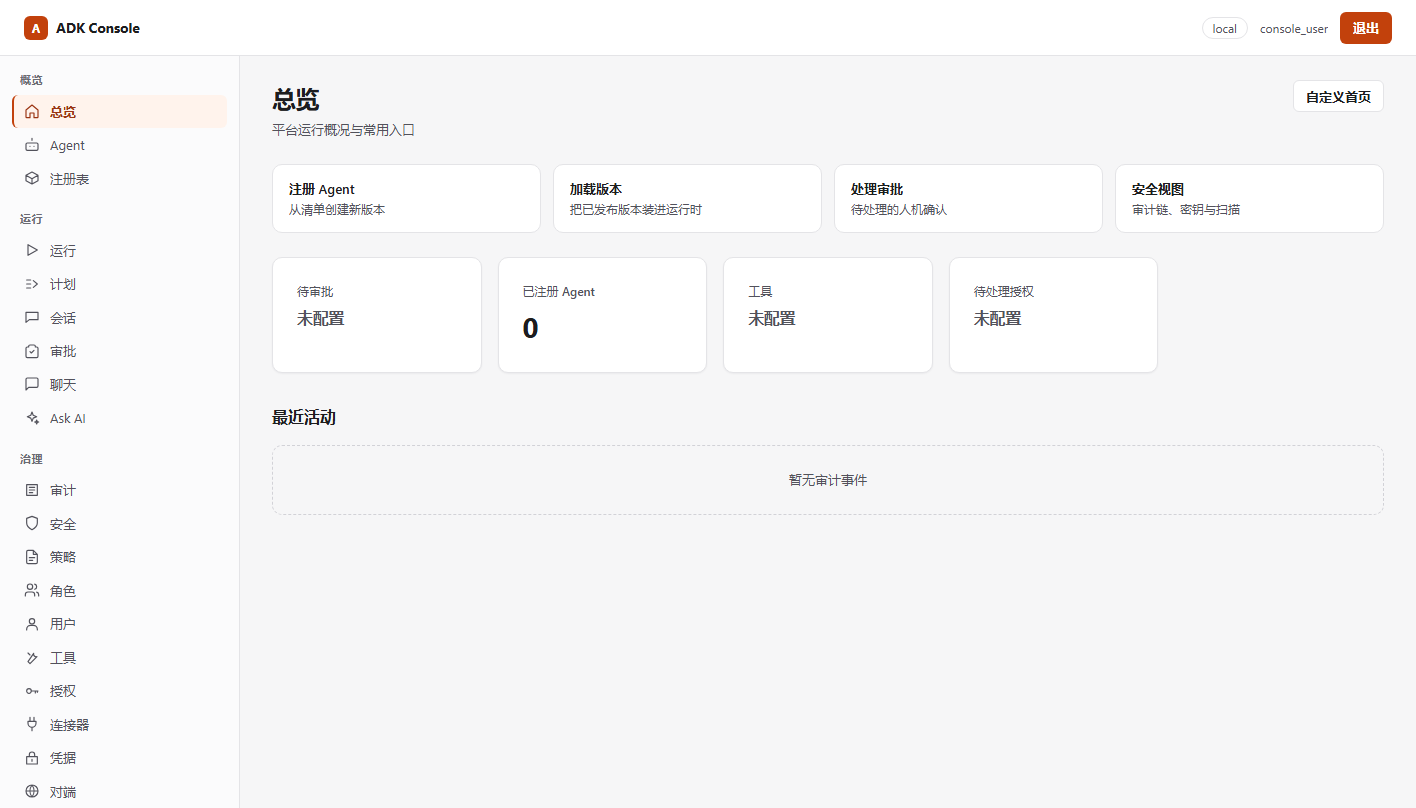 A ADK Console
local console_user 退出
概览
总览
Agent
注册表
运行
运行
计划
会话
审批
聊天
Ask AI
治理
审计
安全
策略
角色
用户
工具
授权
连接器
凭据
对端
总览
平台运行概况与常用入口
自定义首页
注册 Agent
从清单创建新版本
加载版本
把已发布版本装进运行时
处理审批
待处理的人机确认
安全视图
审计链、密钥与扫描
待审批
未配置
已注册 Agent
0
工具
未配置
待处理授权
未配置
最近活动
暂无审计事件